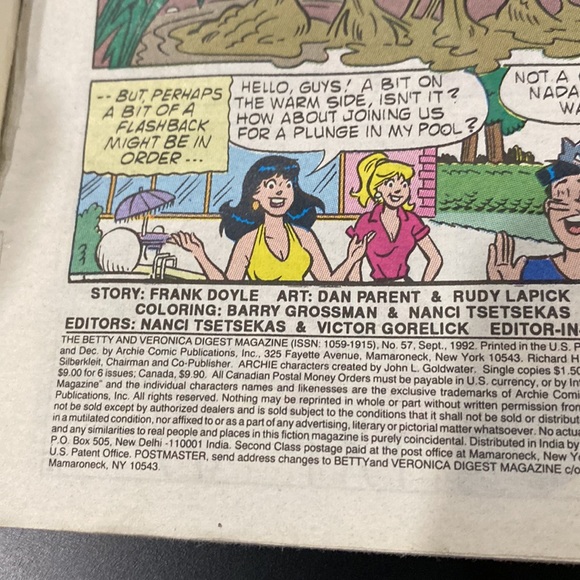 -- BUT, PERHAPS
A BIT OF A
FLASHBACK
MIGHT BE IN
ORDER ---
HELLO, GUYS! A BIT ON
THE WARM SIDE, ISN'T IT?
HOW ABOUT JOINING US
FOR A PLUNGE IN MY POOL?
NOT A
NADA
WA
STORY: FRANK DOYLE ART: DAN PARENT & RUDY LAPICK
COLORING: BARRY GROSSMAN & NANCI TSETSEKAS
EDITORS: NANCI TSETSEKAS & VICTOR GORELICK EDITOR-IN-
THE BETTY AND VERONICA DIGEST MAGAZINE (ISSN: 1059-1915), No. 57, Sept., 1992. Printed in the U.S. P
and Dec. by Archie Comic Publications, Inc., 325 Fayette Avenue, Mamaroneck, New York 10543. Richard H.
Silberkleit, Chairman and Co-Publisher. ARCHIE characters created by John L. Goldwater. Single copies $1.50
$9.00 for 6 issues; Canada, $9.90. All Canadian Postal Money Orders must be payable in U.S. currency, or by Int
Magazine" and the individual characters names and likenesses are the exclusive trademarks of Archie Comi
Publications, Inc. All rights reserved. Nothing may be reprinted in whole or part without written permission from
not be sold except by authorized dealers and is sold subject to the conditions that it shall not be sold or distribut
in a mutilated condition, nor affixed to or as a part of any advertising, literary or pictorial matter whatsoever. No actua
and any similarities to real people and places in this fiction magazine is purely coincidental. Distributed in India by
P.O. Box 505, New Delhi -110001 India. Second Class postage paid at the post office at Mamaroneck, New Yo
U.S. Patent Office. POSTMASTER, send address changes to BETTYand VERONICA DIGEST MAGAZINE c/o
Mamaroneck, NY 10543.